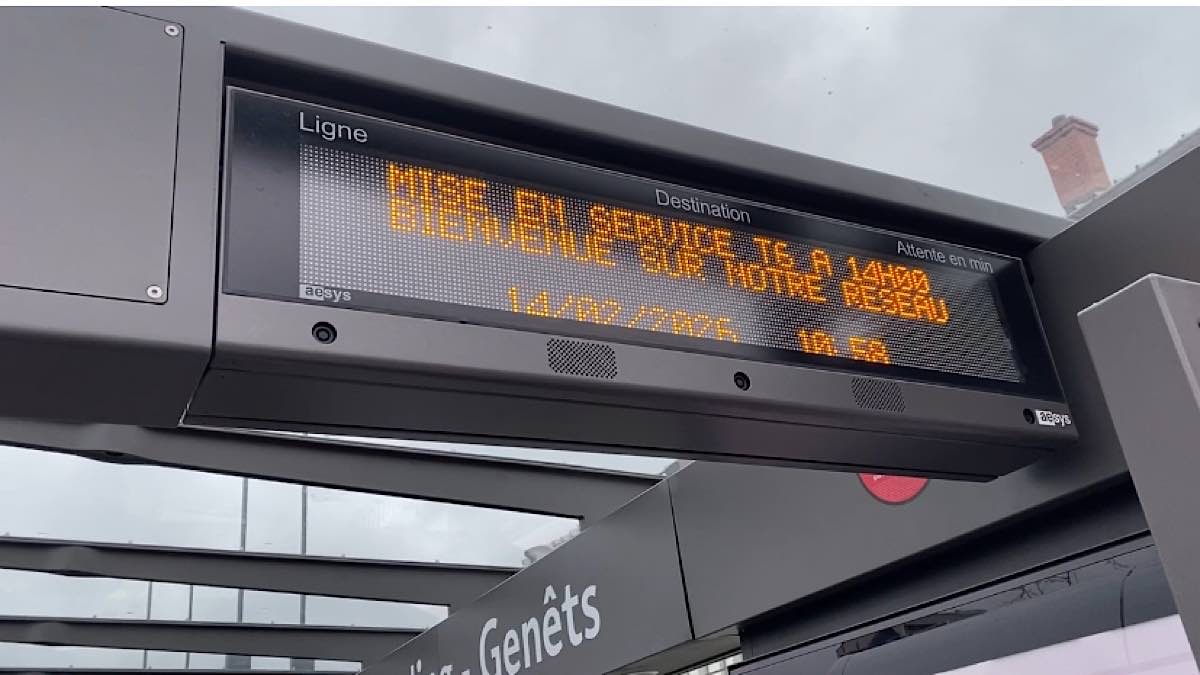 Ligne
Destination
Attente en min
MISE EN SERVICE T6 A 14H00
BIENVENUE SUR NOTRE RESEAU
14/02/2026 10:50
aesys
aesys
- Genêts